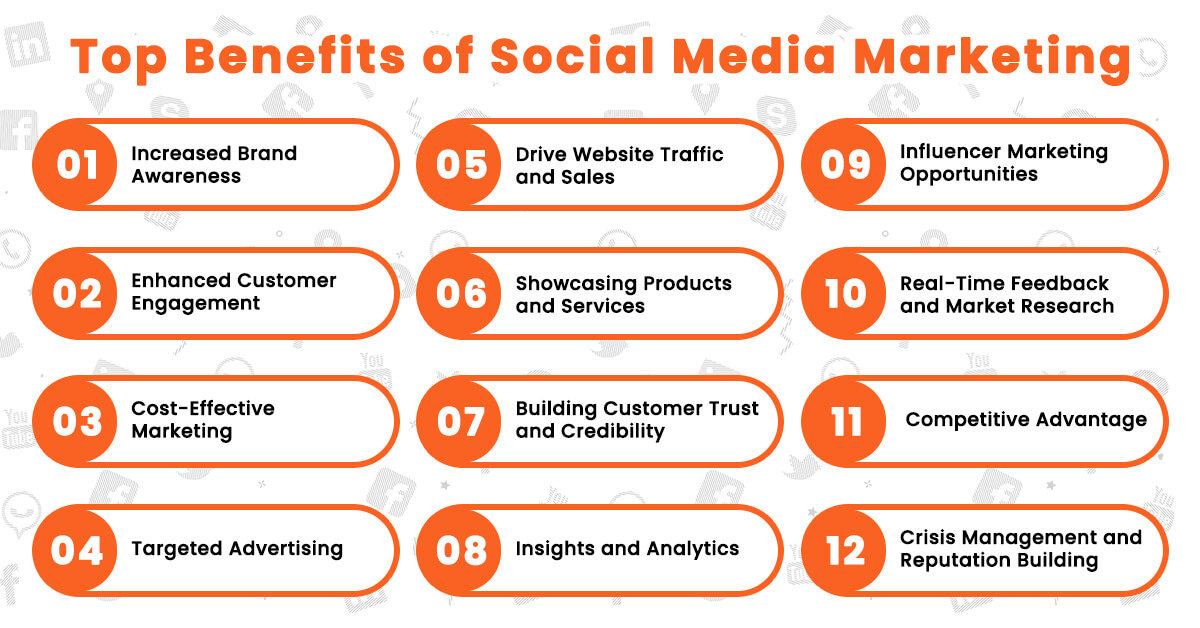 Top Benefits of Social Media Marketing
01
Increased Brand
Awareness
02
Enhanced Customer
Engagement
03
Cost-Effective
Marketing
04
Targeted Advertising
05
Drive Website Traffic
and Sales
06
Showcasing Products
and Services
07
Building Customer Trust
and Credibility
08
Insights and Analytics
09
Influencer Marketing
Opportunities
10
Real-Time Feedback
and Market Research
11
Competitive Advantage
12
Crisis Management and
Reputation Building